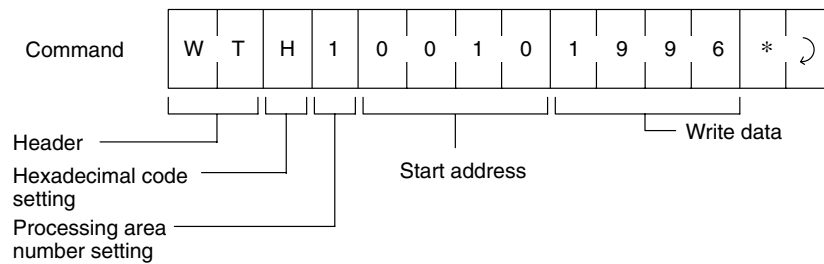 Command W T H 1 0 0 1 0 1 9 9 6 *
Header
Write data
Hexadecimal code
setting
Start address
Processing area
number setting